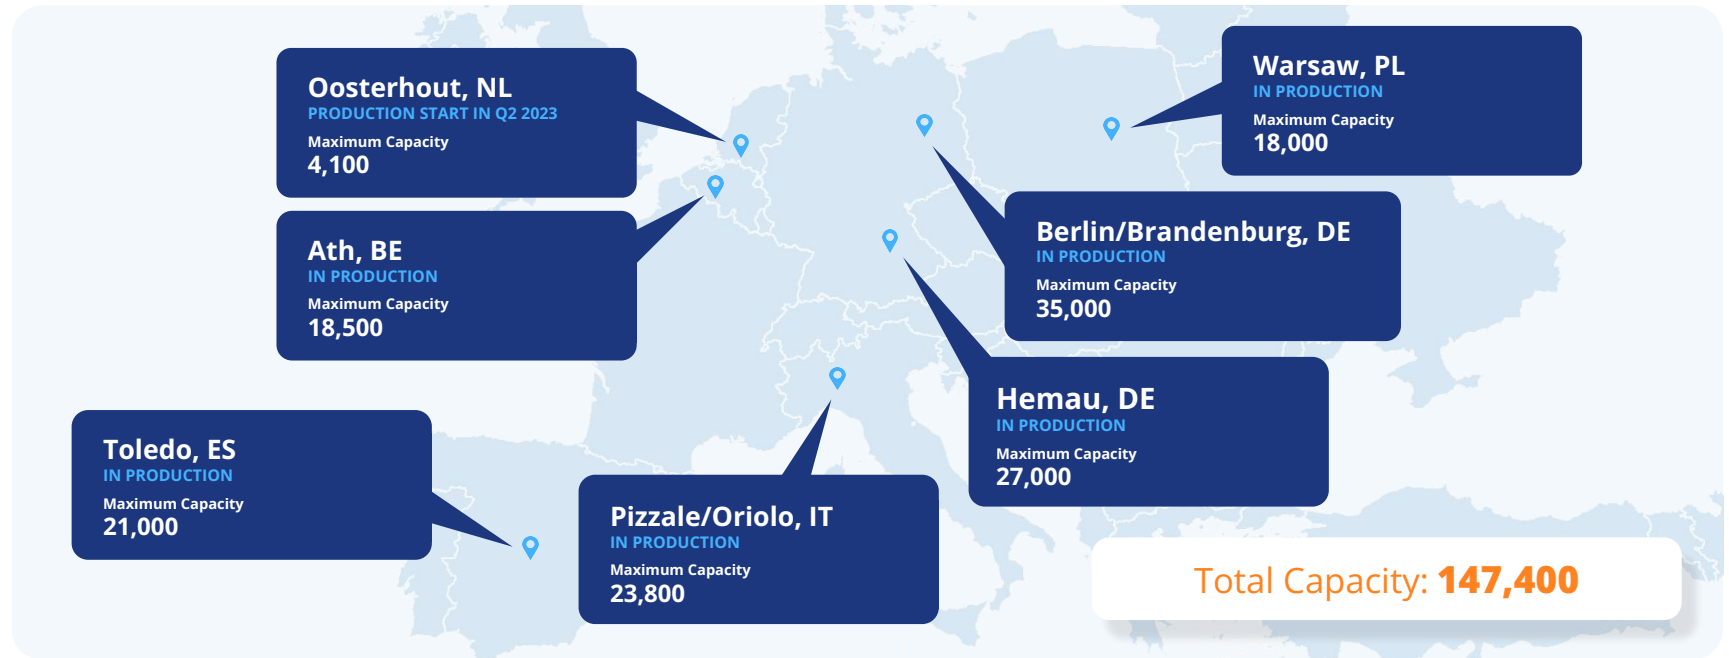 Oosterhout, NL
PRODUCTION START IN Q2 2023
Maximum Capacity
4,100
Warsaw, PL
IN PRODUCTION
Maximum Capacity
18,000
Ath, BE
IN PRODUCTION
Maximum Capacity
18,500
Berlin/Brandenburg, DE
IN PRODUCTION
Maximum Capacity
35,000
Hemau, DE
IN PRODUCTION
Maximum Capacity
27,000
Toledo, ES
IN PRODUCTION
Maximum Capacity
21,000
Pizzale/Oriolo, IT
IN PRODUCTION
Maximum Capacity
23,800
Total Capacity: 147,400